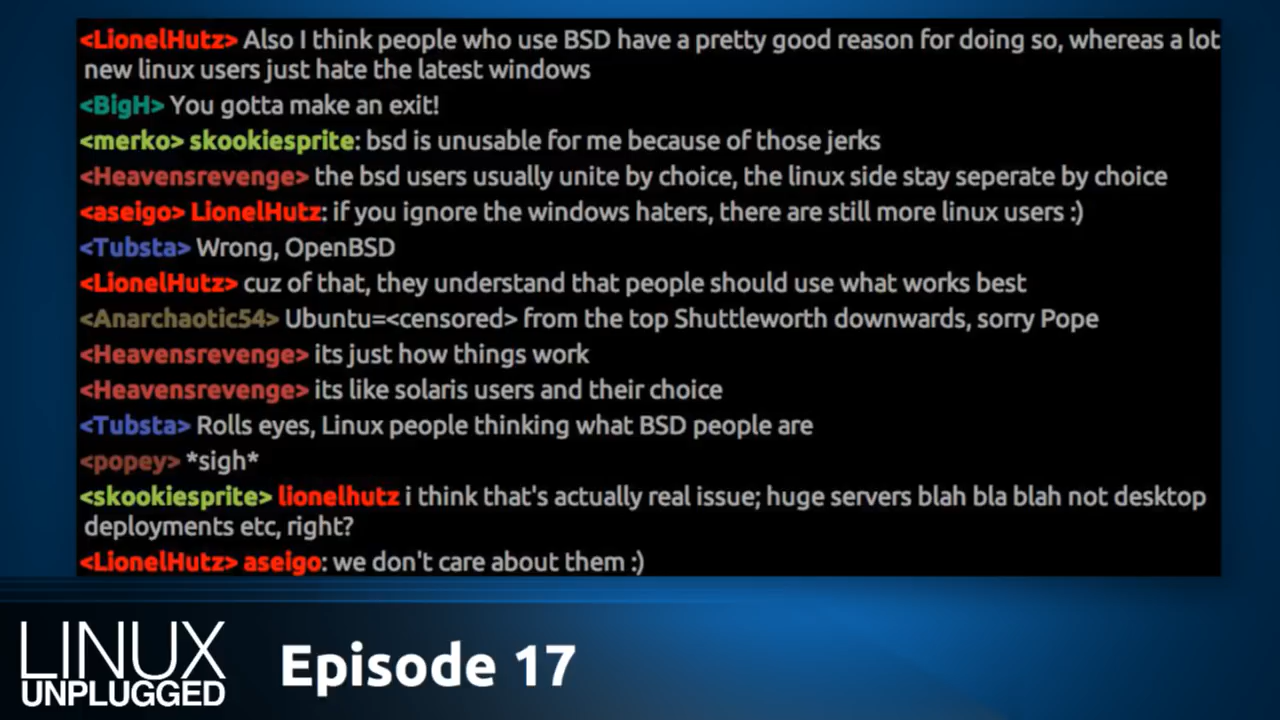 <LionelHutz> Also I think people who use BSD have a pretty good reason for doing so, whereas a lot
new linux users just hate the latest windows
<BigH> You gotta make an exit!
<merko> skookiesprite: bsd is unusable for me because of those jerks
<Heavensrevenge> the bsd users usually unite by choice, the linux side stay seperate by choice
<aseigo> LionelHutz: if you ignore the windows haters, there are still more linux users :)
<Tubsta> Wrong, OpenBSD
<LionelHutz> cuz of that, they understand that people should use what works best
<Anarchaotic54> Ubuntu=<censored> from the top Shuttleworth downwards, sorry Pope
<Heavensrevenge> its just how things work
<Heavensrevenge> its like solaris users and their choice
<Tubsta> Rolls eyes, Linux people thinking what BSD people are
<popey> *sigh*
<skookiesprite> lionelhutz i think that's actually real issue; huge servers blah bla blah not desktop
deployments etc, right?
<LionelHutz> aseigo: we don't care about them :)
LINUX
UNPLUGGED
Episode 17